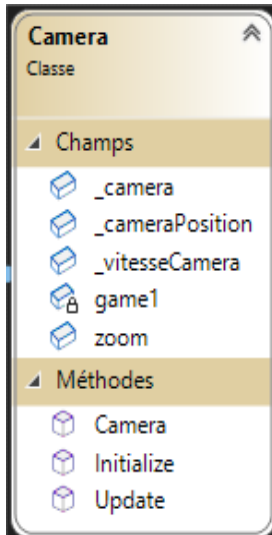 Camera
Classe
Champs
_camera
_cameraPosition
_vitesseCamera
game1
zoom
Méthodes
Camera
Initialize
Update